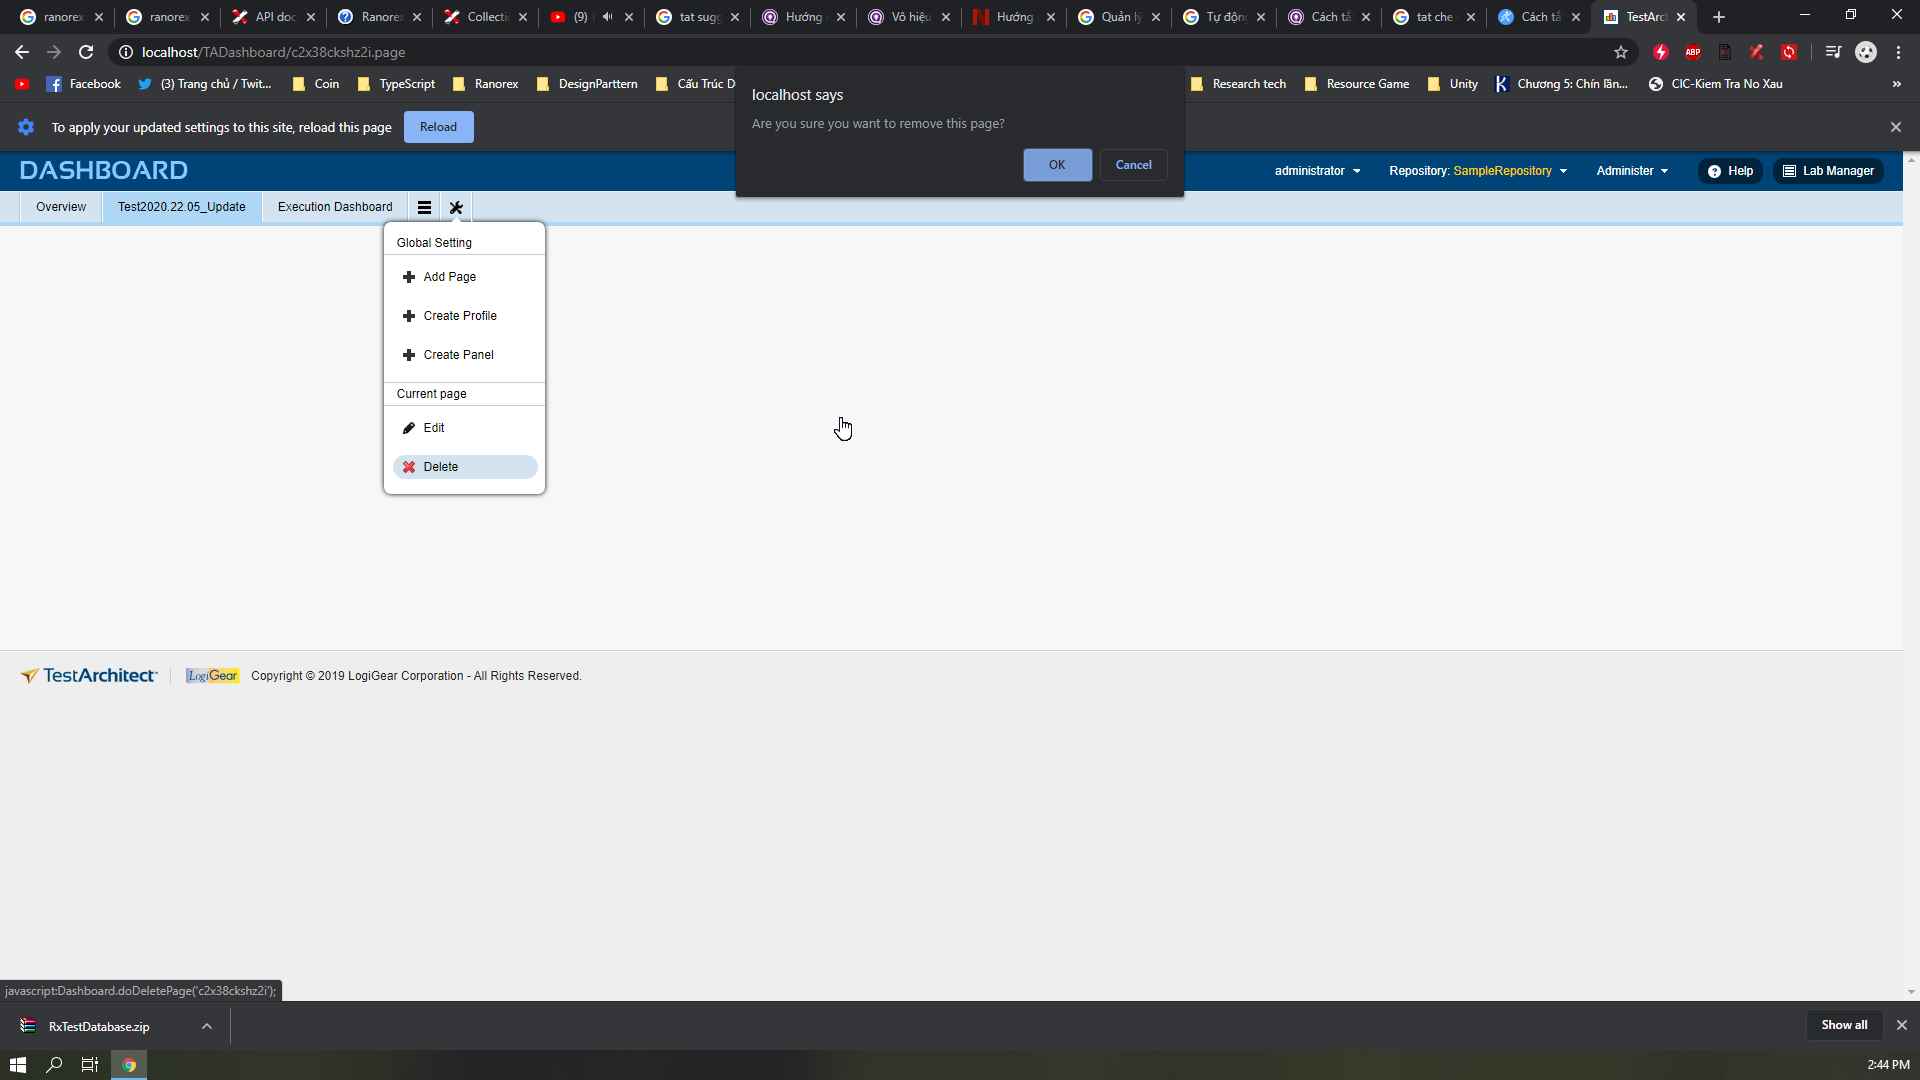 ranorex
ranorex
API doc
Ranorex
Collectio
(9)
tat sugg
Hướng
Vô hiệu
Hướng
Quản lý
Tự động
Cách tắ
tat che
Cách tắ
TestArch
localhost/TADashboard/c2x38ckshz2i.page
ABP
Facebook
(3) Trang chủ / Twit...
Coin
TypeScript
Ranorex
DesignParttern
Cấu Trúc D
Research tech
Resource Game
Unity
Chương 5: Chín lần...
CIC-Kiem Tra No Xau
»
localhost says
Are you sure you want to remove this page?
OK
Cancel
To apply your updated settings to this site, reload this page
Reload
DASHBOARD
administrator
Repository: SampleRepository
Administer
Help
Lab Manager
Overview
Test2020.22.05_Update
Execution Dashboard
Global Setting
Add Page
Create Profile
Create Panel
Current page
Edit
Delete
TestArchitect™
LogiGear
Copyright © 2019 LogiGear Corporation - All Rights Reserved.
javascript:Dashboard.doDeletePage('c2x38ckshz2i');
RxTestDatabase.zip
Show all
2:44 PM